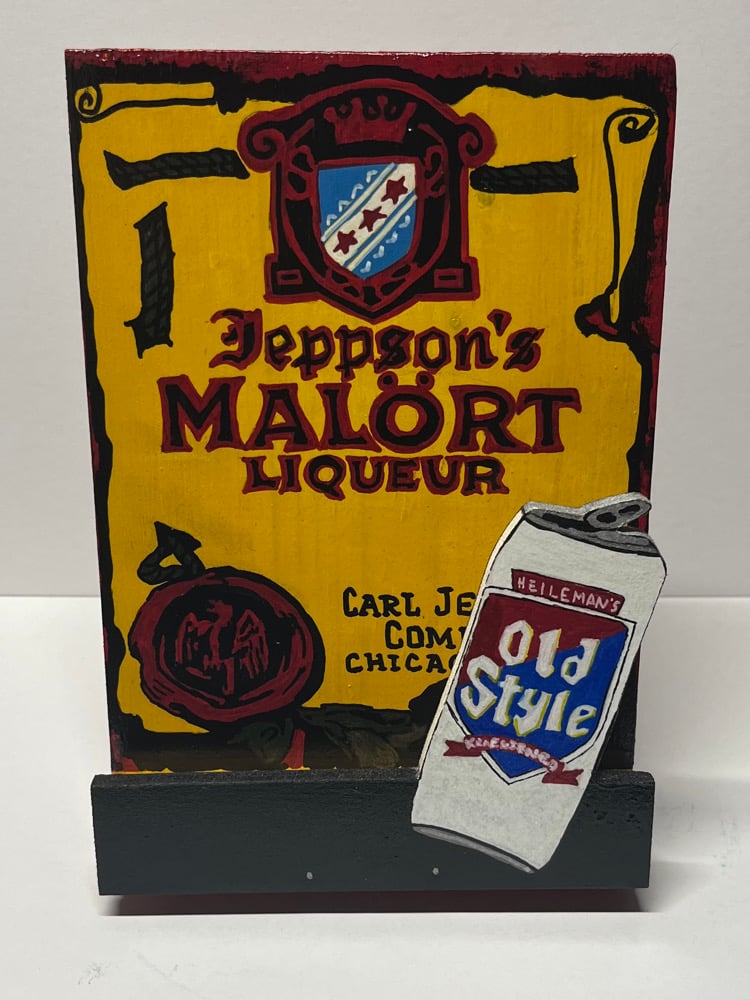 Jeppson's
MALÖRT
LIQUEUR
CARL JE
COM
CHICAG
HEILEMAN'S
Old
Style